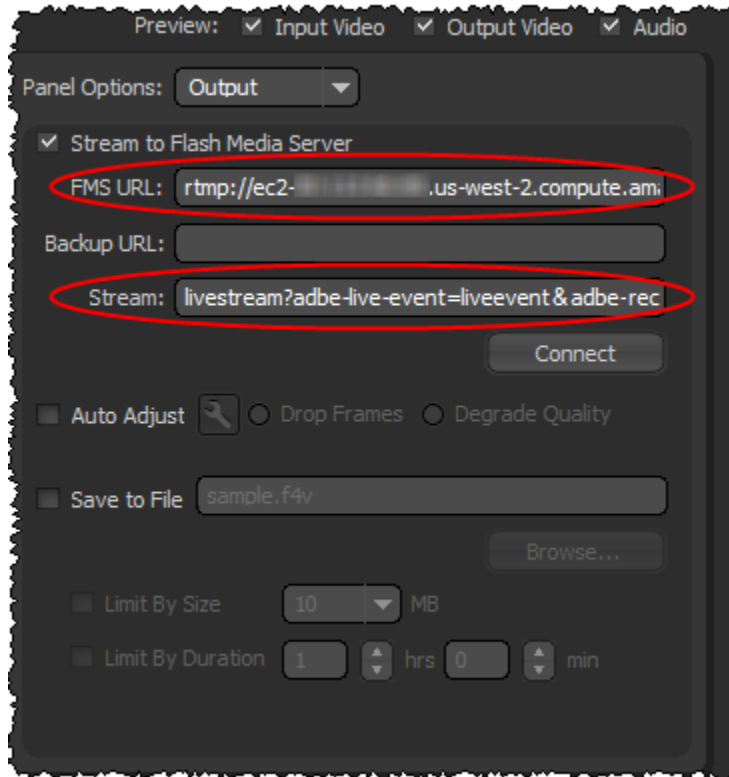 Preview: Input Video Output Video Audio
Panel Options: Output
Stream to Flash Media Server
FMS URL: rtmp://ec2- .us-west-2.compute.ama
Backup URL:
Stream: livestream?adbe-live-event=liveevent&adbe-rec
Connect
Auto Adjust Drop Frames Degrade Quality
Save to File sample.f4v
Browse...
Limit By Size 10 MB
Limit By Duration 1 hrs 0 min